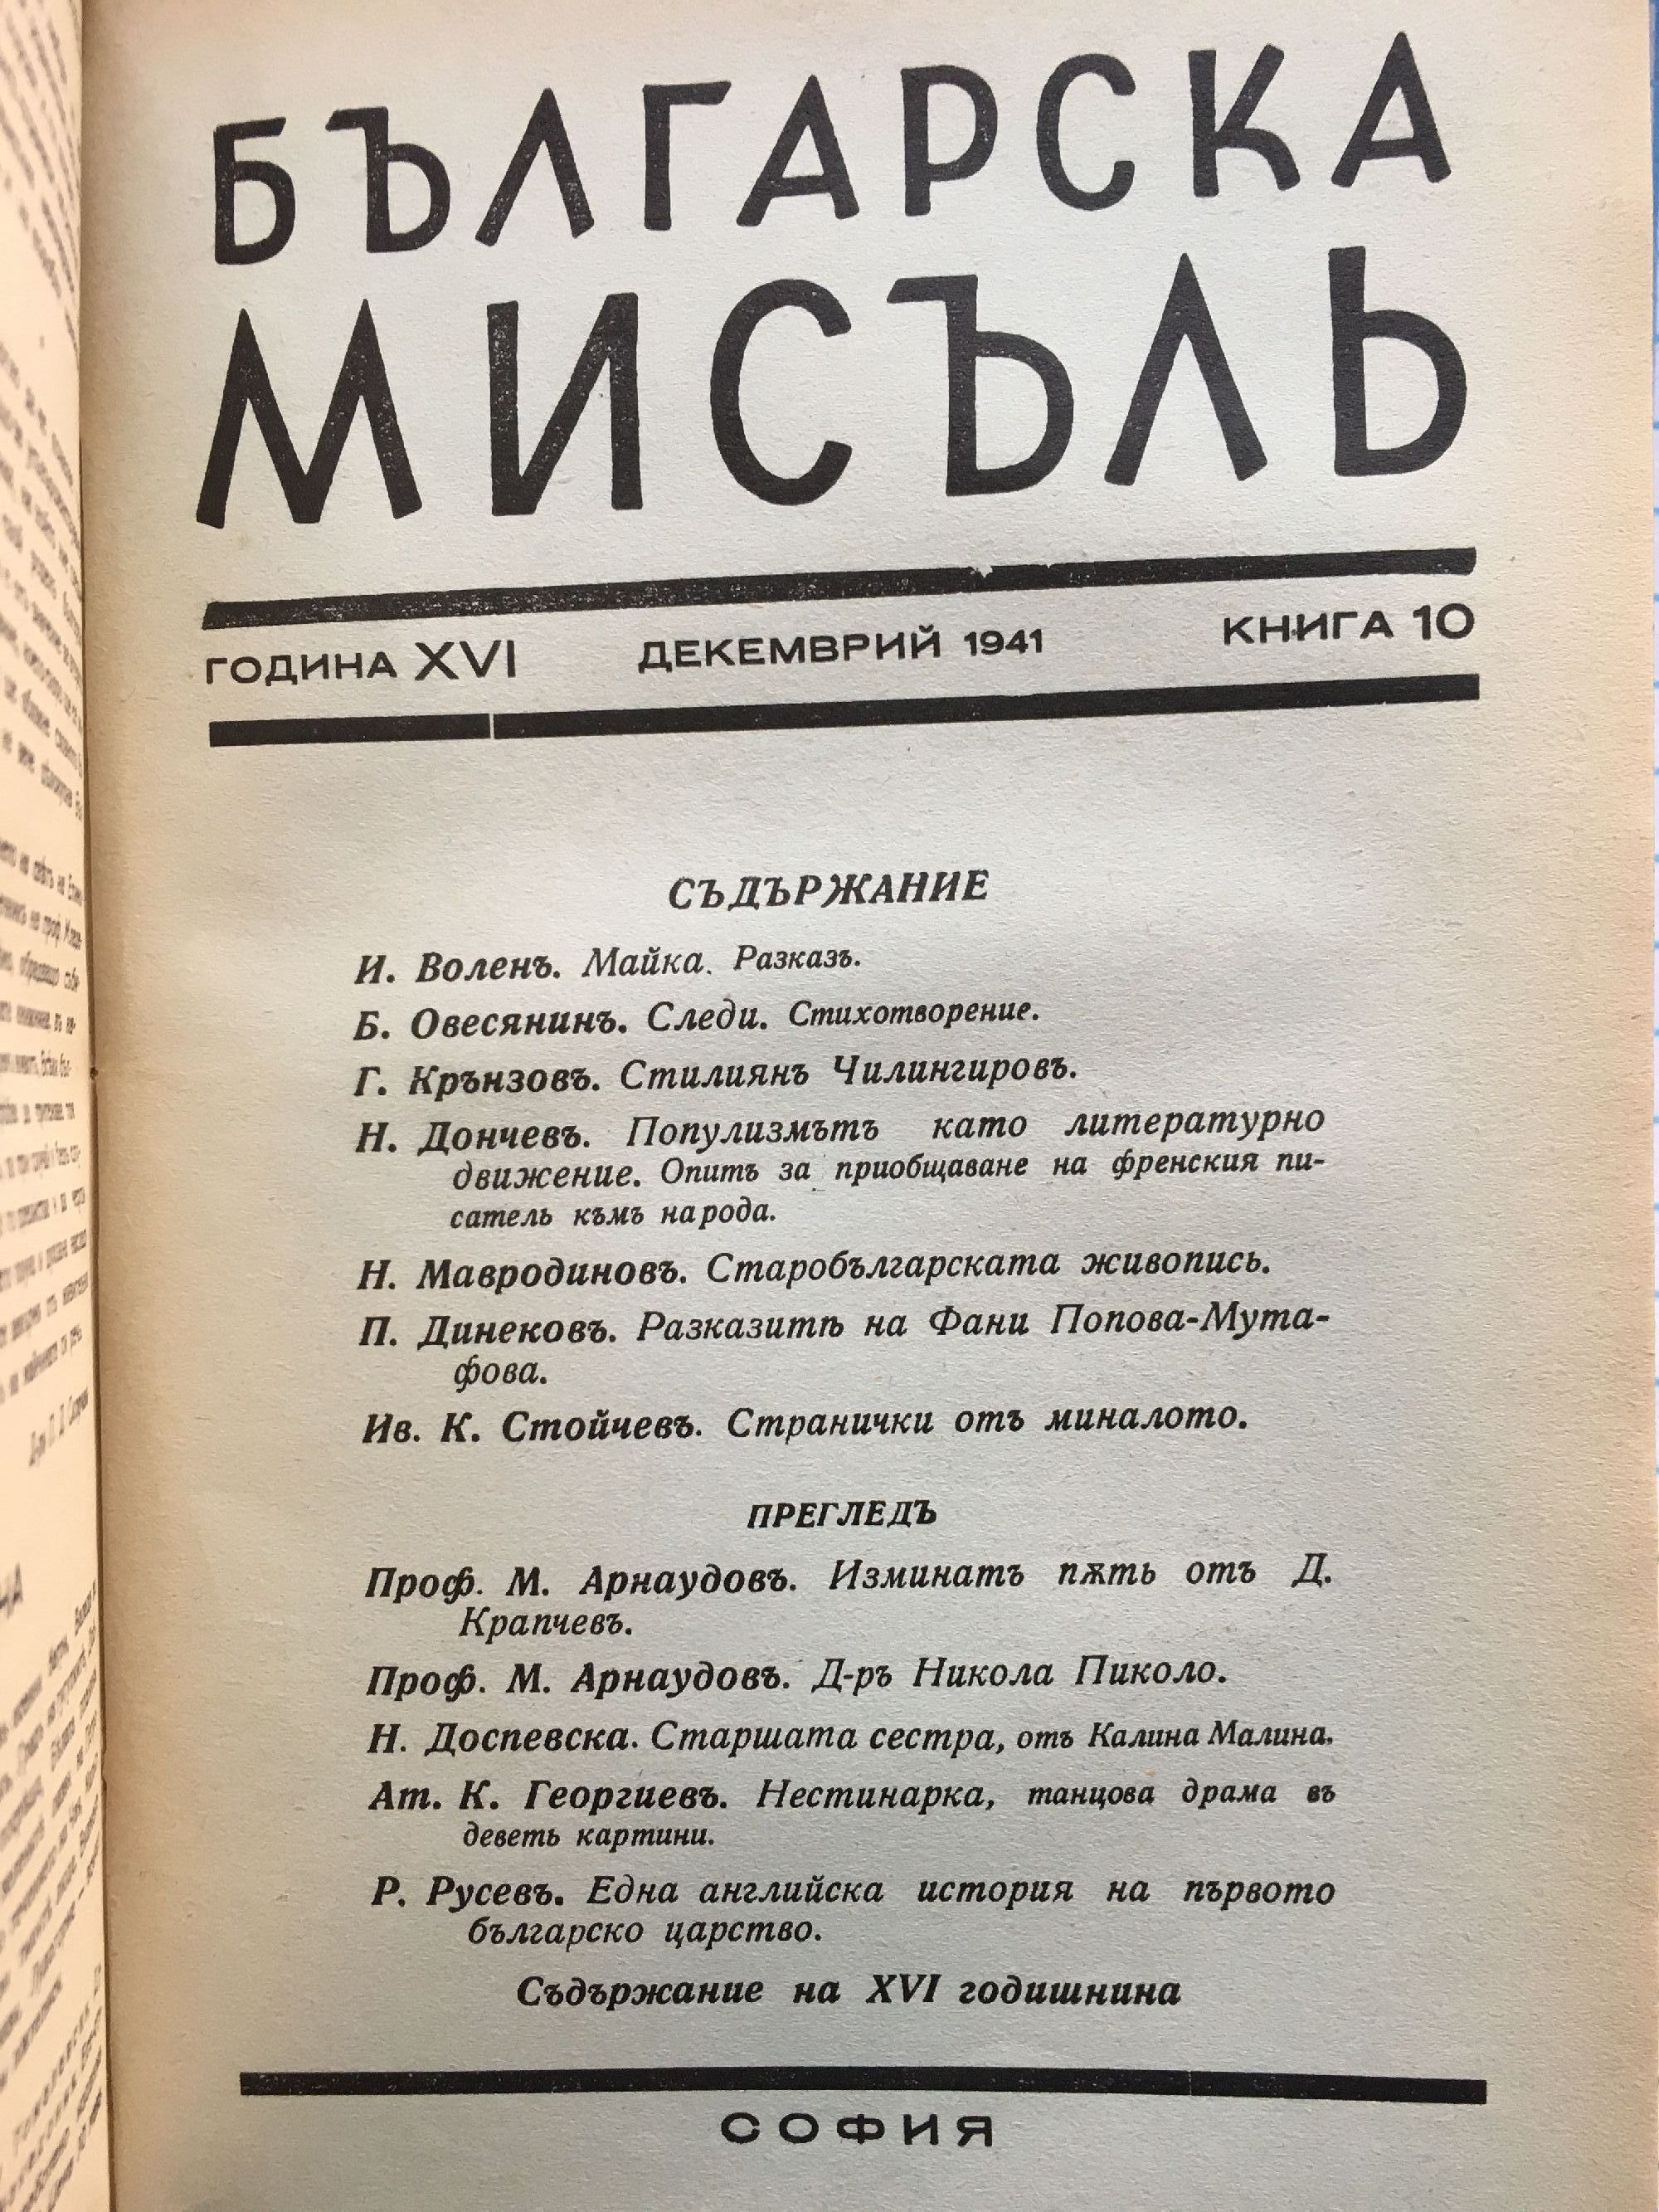 БЪЛГАРСКА
МИСЪЛЬ
ГОДИНА XVI ДЕКЕМВРИЙ 1941 КНИГА 10
СЪДЪРЖАНИЕ
И. Воленъ. Майка. Разказъ.
Б. Овесянинъ. Следи. Стихотворение.
Г. Крънзовъ. Стилиянъ Чилингировъ.
Н. Дончевъ. Популизмътъ като литературно
движение. Опитъ за приобщаване на френския пи-
сатель къмъ народа.
Н. Мавродиновъ. Старобългарската живопись.
П. Динековъ. Разказитѣ на Фани Попова-Мута-
фова.
Ив. К. Стойчевъ. Странички отъ миналото.
ПРЕГЛЕДЪ
Проф. М. Арнаудовъ. Изминатъ пѫть отъ Д.
Крапчевъ.
Проф. М. Арнаудовъ. Д-ръ Никола Пиколо.
Н. Доспевска. Старшата сестра, отъ Калина Малина.
Ат. К. Георгиевъ. Нестинарка, танцова драма въ
деветь картини.
Р. Русевъ. Една английска история на първото
българско царство.
Съдържание на XVI годишнина
СОФИЯ